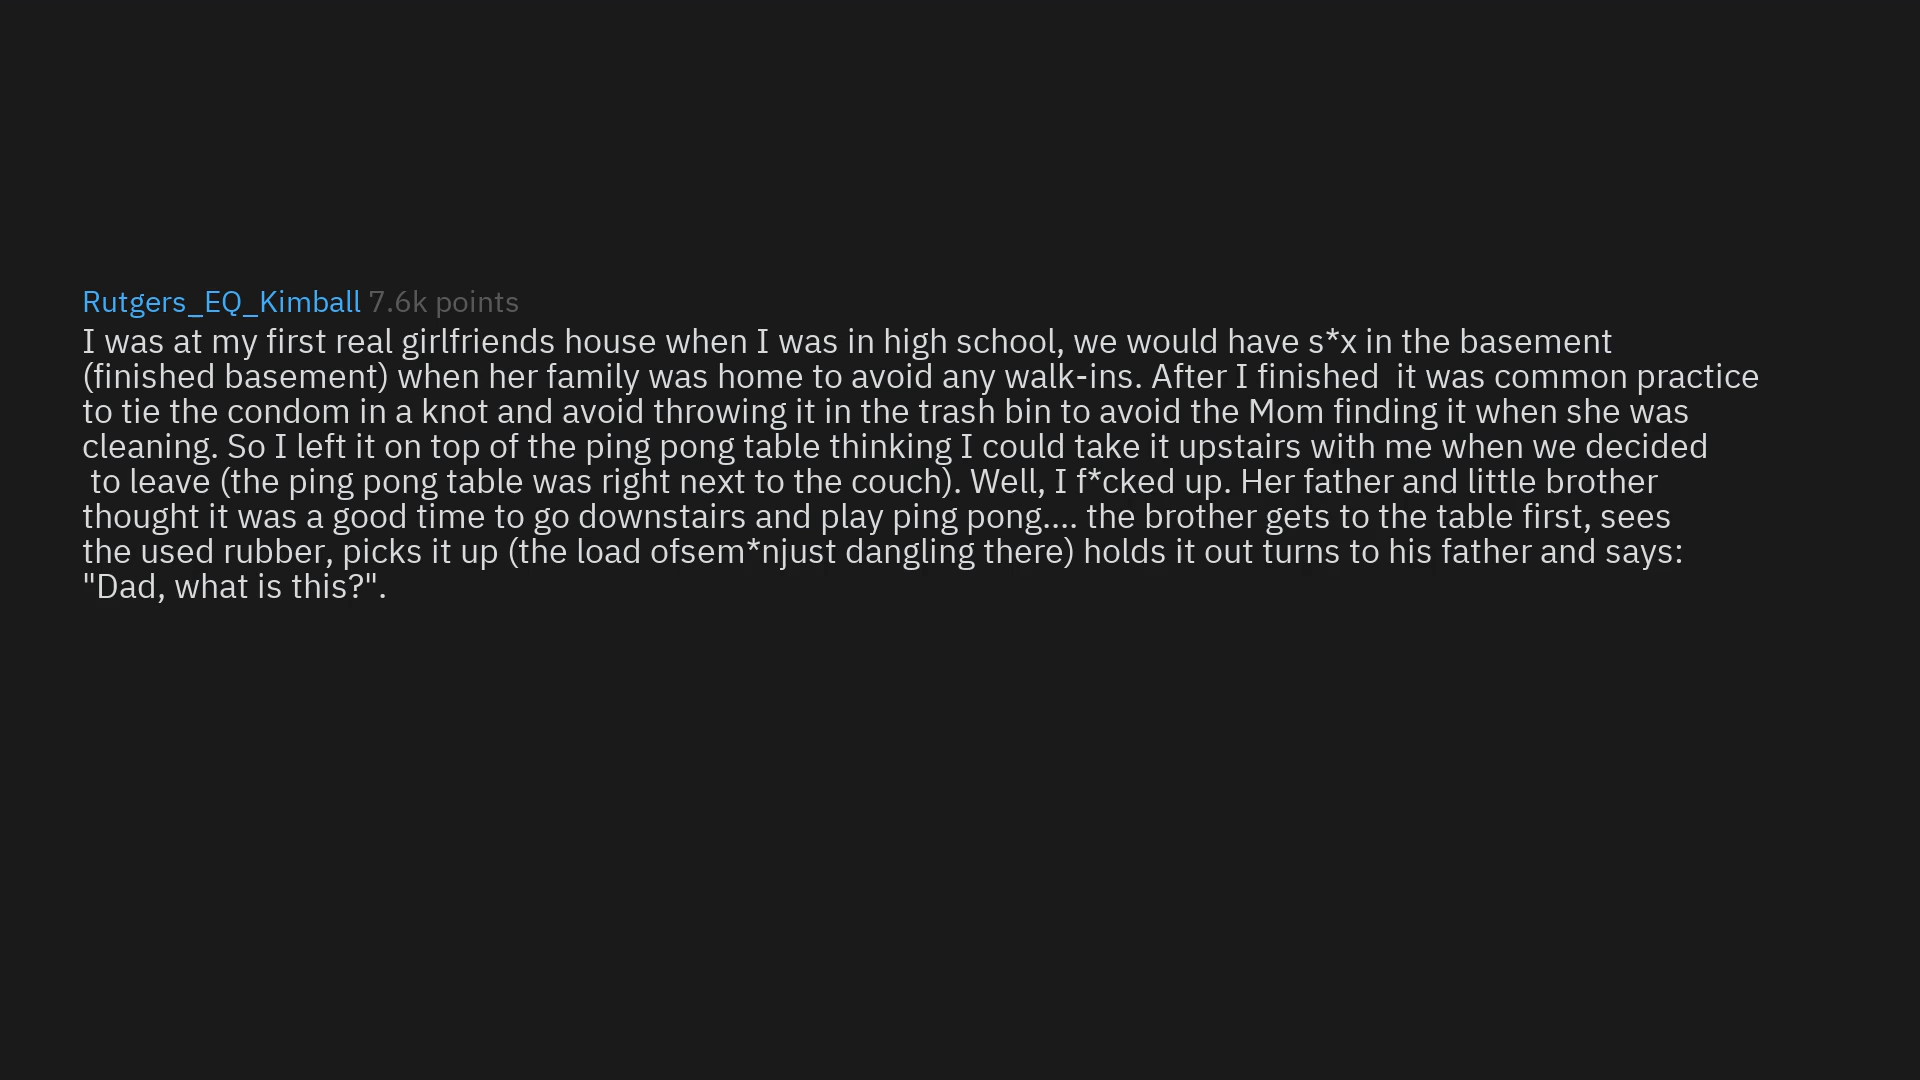 Rutgers_EQ_Kimball 7.6k points
I was at my first real girlfriends house when I was in high school, we would have s*x in the basement
(finished basement) when her family was home to avoid any walk-ins. After I finished  it was common practice
to tie the condom in a knot and avoid throwing it in the trash bin to avoid the Mom finding it when she was
cleaning. So I left it on top of the ping pong table thinking I could take it upstairs with me when we decided
to leave (the ping pong table was right next to the couch). Well, I f*cked up. Her father and little brother
thought it was a good time to go downstairs and play ping pong.... the brother gets to the table first, sees
the used rubber, picks it up (the load ofsem*njust dangling there) holds it out turns to his father and says:
"Dad, what is this?".